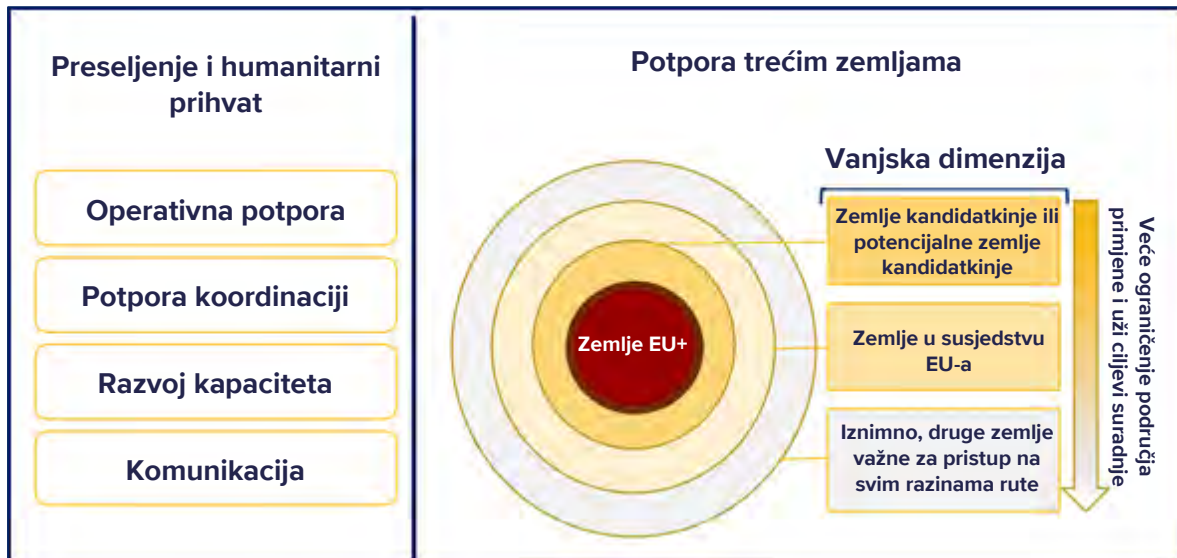 Preseljenje i humanitarni
prihvat
Operativna potpora
Potpora koordinaciji
Razvoj kapaciteta
Komunikacija
Potpora trećim zemljama
Zemlje EU+
Vanjska dimenzija
Zemlje kandidatkinje ili
potencijalne zemlje
kandidatkinje
Zemlje u susjedstvu
EU-a
Iznimno, druge zemlje
važne za pristup na
svim razinama rute
Veće ograničenje područja
primjene i uži ciljevi suradnje